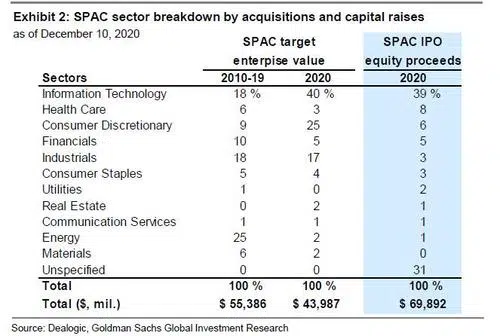 Exhibit 2: SPAC sector breakdown by acquisitions and capital raises
as of December 10, 2020
SPAC target SPAC IPO
enterpise value equity proceeds
Sectors 2010-19 2020 2020
Information Technology 18 % 40 % 39 %
Health Care 6 3 8
Consumer Discretionary 9 25 6
Financials 10 5 5
Industrials 18 17 3
Consumer Staples 5 4 3
Utilities 1 0 2
Real Estate 0 2 1
Communication Services 1 1 1
Energy 25 2 1
Materials 6 2 0
Unspecified 0 0 31
Total 100 % 100 % 100 %
Total ($, mil.) $ 55,386 $ 43,987 $ 69,892
Source: Dealogic, Goldman Sachs Global Investment Research